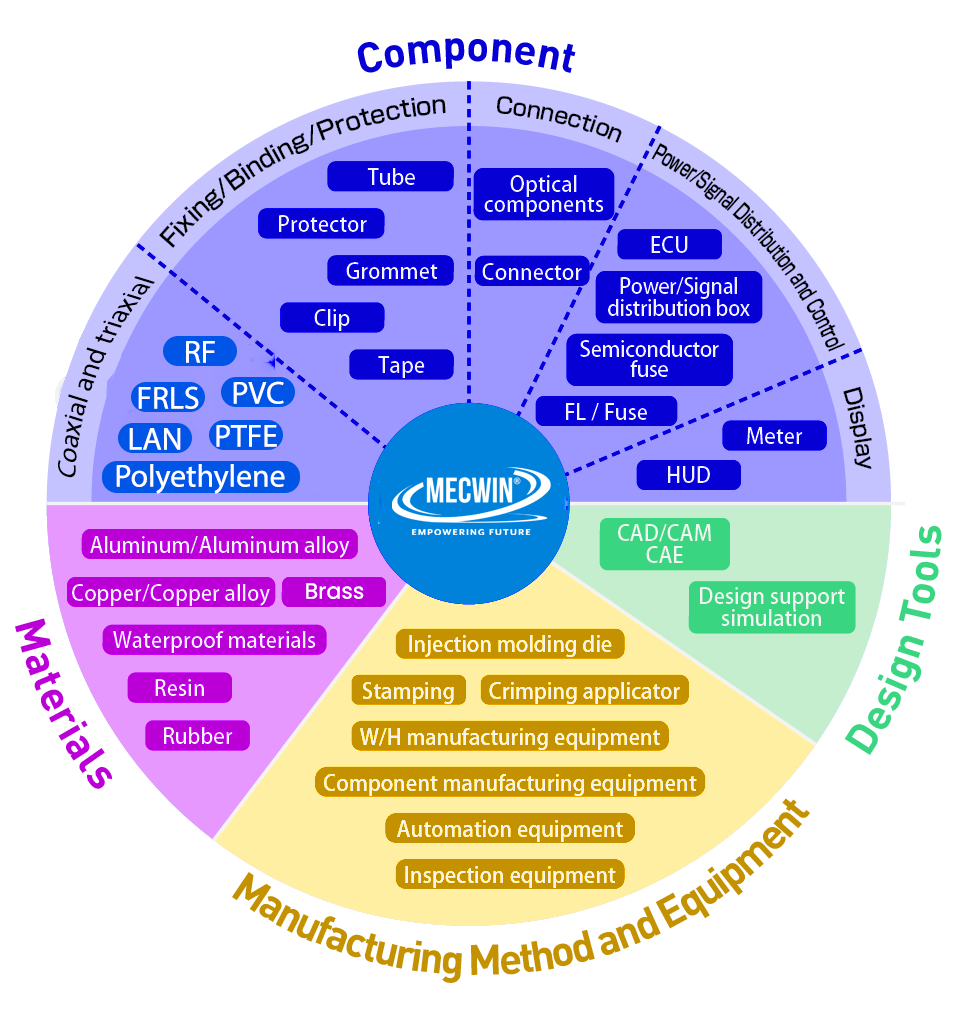 Component
Coaxial and triaxial
RF
FRLS
PVC
LAN
PTFE
Polyethylene
Fixing/Binding/Protection
Tube
Protector
Grommet
Clip
Tape
Connection
Optical
components
Connector
Power/Signal Distribution and Control
ECU
Power/Signal
distribution box
Semiconductor
fuse
FL / Fuse
Display
Meter
HUD
MECWIN®
EMPOWERING FUTURE
Design Tools
CAD/CAM
CAE
Design support
simulation
Materials
Aluminum/Aluminum alloy
Copper/Copper alloy
Brass
Waterproof materials
Resin
Rubber
Injection molding die
Stamping
Crimping applicator
W/H manufacturing equipment
Component manufacturing equipment
Automation equipment
Inspection equipment
Manufacturing Method and Equipment